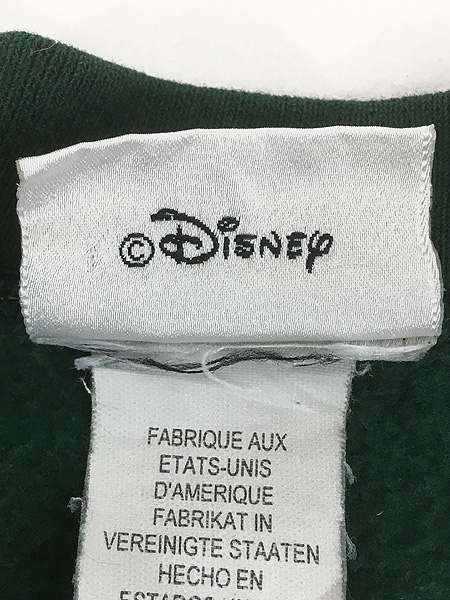 ©Disney
FABRIQUE AUX
ETATS-UNIS
D'AMERIQUE
FABRIKAT IN
VEREINIGTE STAATEN
HECHO EN